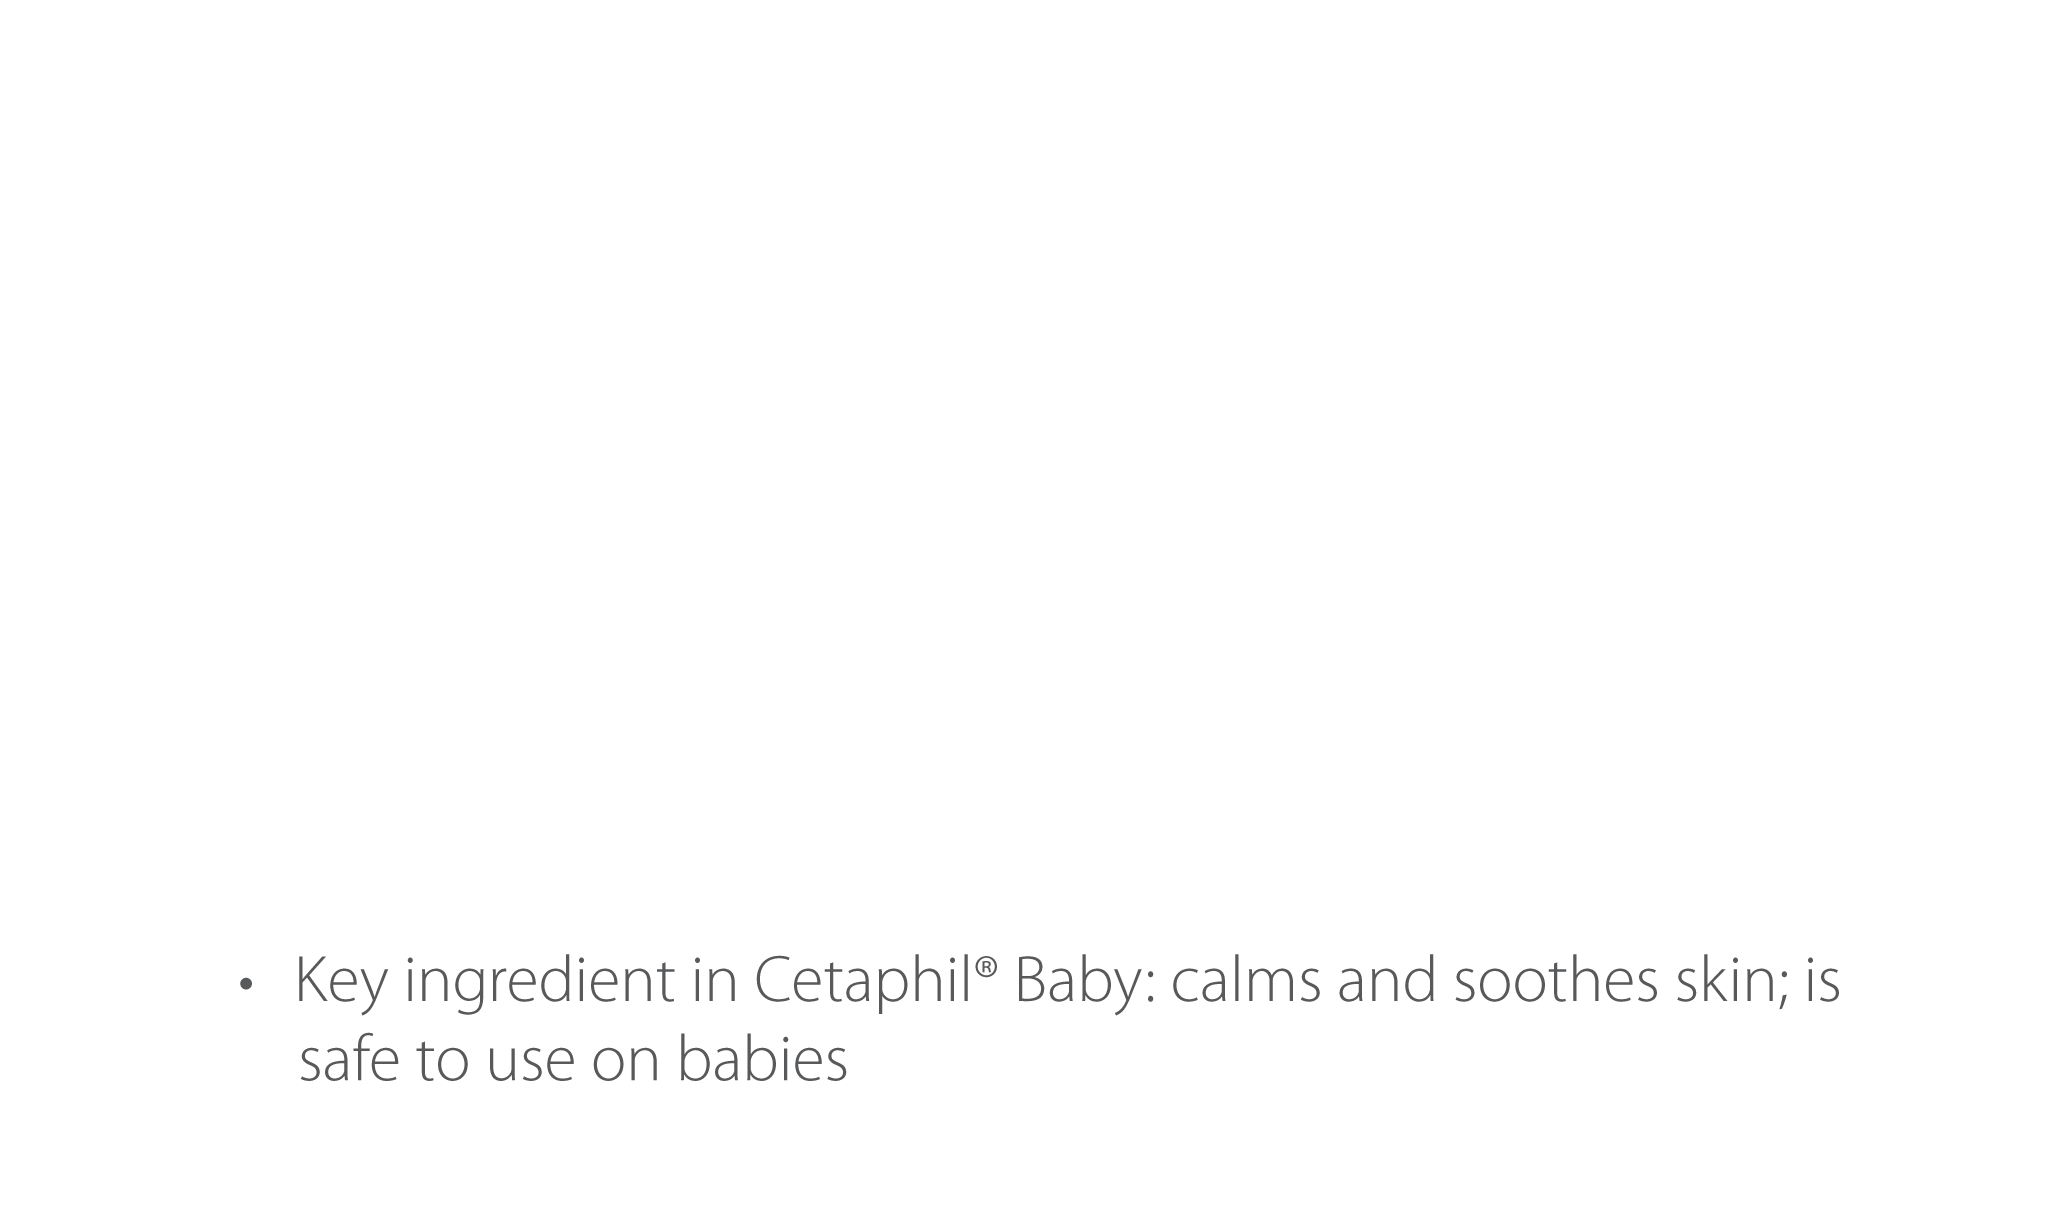 • Key ingredient in Cetaphil® Baby: calms and soothes skin; is
safe to use on babies